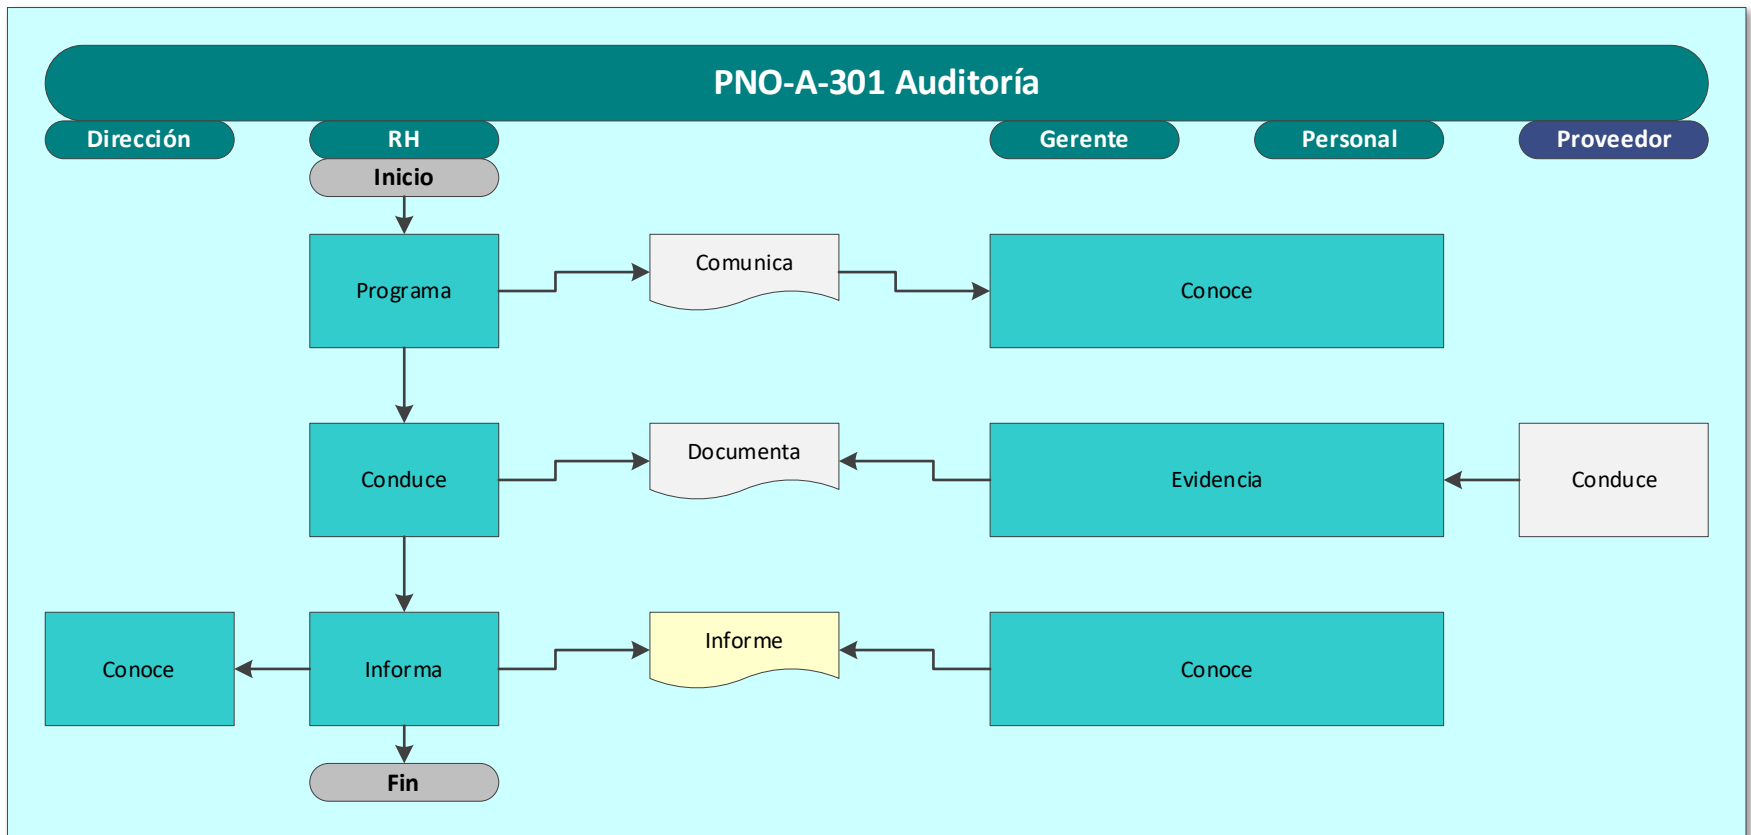 PNO-A-301 Auditoría
Dirección
RH
Gerente
Personal
Proveedor
Inicio
Programa
Comunica
Conoce
Conduce
Documenta
Evidencia
Conduce
Conoce
Informa
Informe
Conoce
Fin